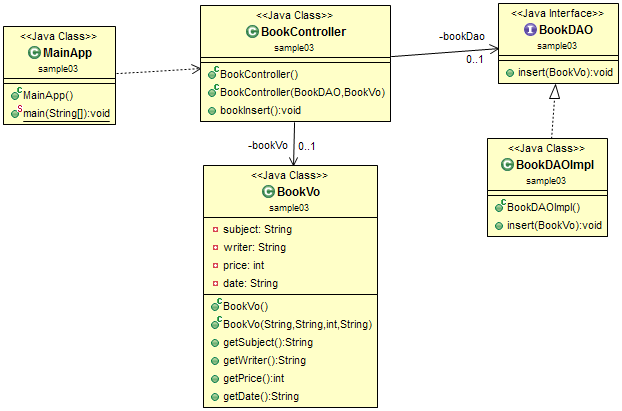 <<Java Class>>
MainApp
sample03
MainApp()
main(String[]):void
<<Java Class>>
BookController
sample03
BookController()
BookController(BookDAO,BookVo)
bookInsert():void
-bookDao
0..1
<<Java Interface>>
BookDAO
sample03
insert(BookVo):void
<<Java Class>>
BookDAOImpl
sample03
BookDAOImpl()
insert(BookVo):void
-bookVo
0..1
<<Java Class>>
BookVo
sample03
subject: String
writer: String
price: int
date: String
BookVo()
BookVo(String,String,int,String)
getSubject():String
getWriter():String
getPrice():int
getDate():String